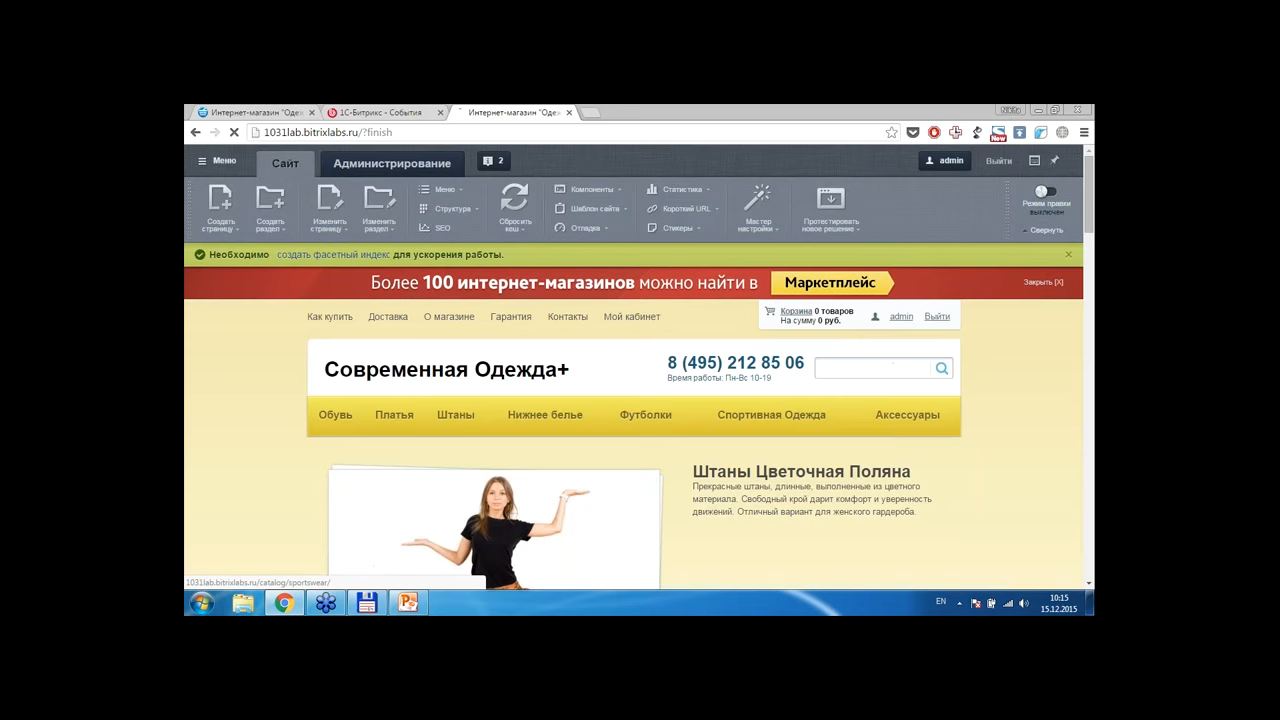 Интернет-магазин "Одеж
1С-Битрикс - События
Интернет-магазин "Одеж
1031lab.bitrixlabs.ru/?finish
New
Меню
Сайт
Администрирование
2
admin
Выйти
Создать страницу
Создать раздел
Изменить страницу
Изменить раздел
Меню
Структура
SEO
Сбросить кеш
Компоненты
Шаблон сайта
Отладка
Статистика
Короткий URL
Стикеры
Мастер настройки
Протестировать новое решение
Режим правки
выключен
Свернуть
Необходимо создать фасетный индекс для ускорения работы.
Более 100 интернет-магазинов можно найти в Маркетплейс
Закрыть [X]
Как купить Доставка О магазине Гарантия Контакты Мой кабинет
Корзина 0 товаров
На сумму 0 руб.
admin Выйти
Современная Одежда+
8 (495) 212 85 06
Время работы: Пн-Вс 10-19
Обувь Платья Штаны Нижнее белье Футболки Спортивная Одежда Аксессуары
Штаны Цветочная Поляна
Прекрасные штаны, длинные, выполненные из цветного
материала. Свободный крой дарит комфорт и уверенность
движений. Отличный вариант для женского гардероба.
1031lab.bitrixlabs.ru/catalog/sportswear/
EN
10:15
15.12.2015